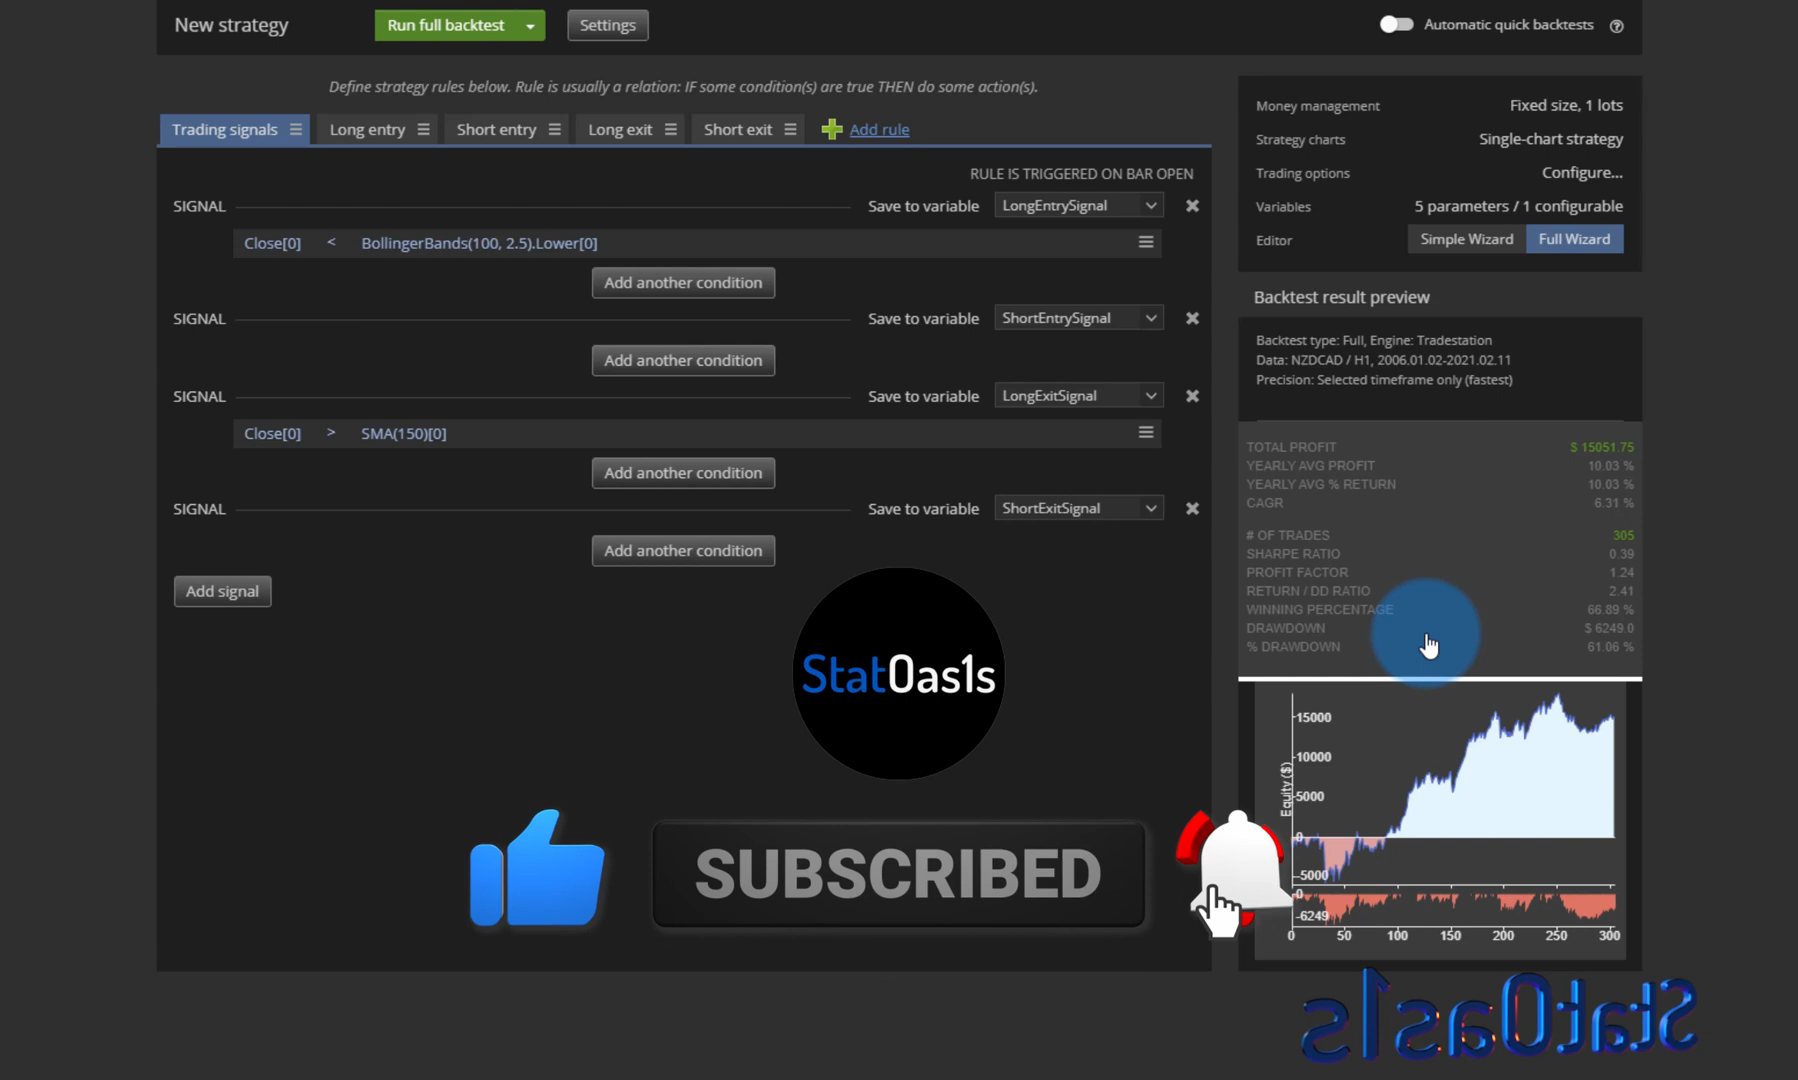 New strategy
Run full backtest
Settings
Automatic quick backtests
?
Define strategy rules below. Rule is usually a relation: IF some condition(s) are true THEN do some action(s).
Trading signals
Long entry
Short entry
Long exit
Short exit
Add rule
RULE IS TRIGGERED ON BAR OPEN
SIGNAL
Save to variable
LongEntrySignal
Close[0] < BollingerBands(100, 2.5).Lower[0]
Add another condition
SIGNAL
Save to variable
ShortEntrySignal
Add another condition
SIGNAL
Save to variable
LongExitSignal
Close[0] > SMA(150)[0]
Add another condition
SIGNAL
Save to variable
ShortExitSignal
Add another condition
Add signal
Money management Fixed size, 1 lots
Strategy charts Single-chart strategy
Trading options Configure...
Variables 5 parameters / 1 configurable
Editor Simple Wizard Full Wizard
Backtest result preview
Backtest type: Full, Engine: Tradestation
Data: NZDCAD / H1, 2006.01.02-2021.02.11
Precision: Selected timeframe only (fastest)
TOTAL PROFIT $ 15051.75
YEARLY AVG PROFIT 10.03 %
YEARLY AVG % RETURN 10.03 %
CAGR 6.31 %
# OF TRADES 305
SHARPE RATIO 0.39
PROFIT FACTOR 1.24
RETURN / DD RATIO 2.41
WINNING PERCENTAGE 66.89 %
DRAWDOWN $ 6249.0
% DRAWDOWN 61.06 %
Equity ($)
15000
10000
5000
0
-5000
0
-6249
0 50 100 150 200 250 300
StatOas1s
SUBSCRIBED
StatOas1s